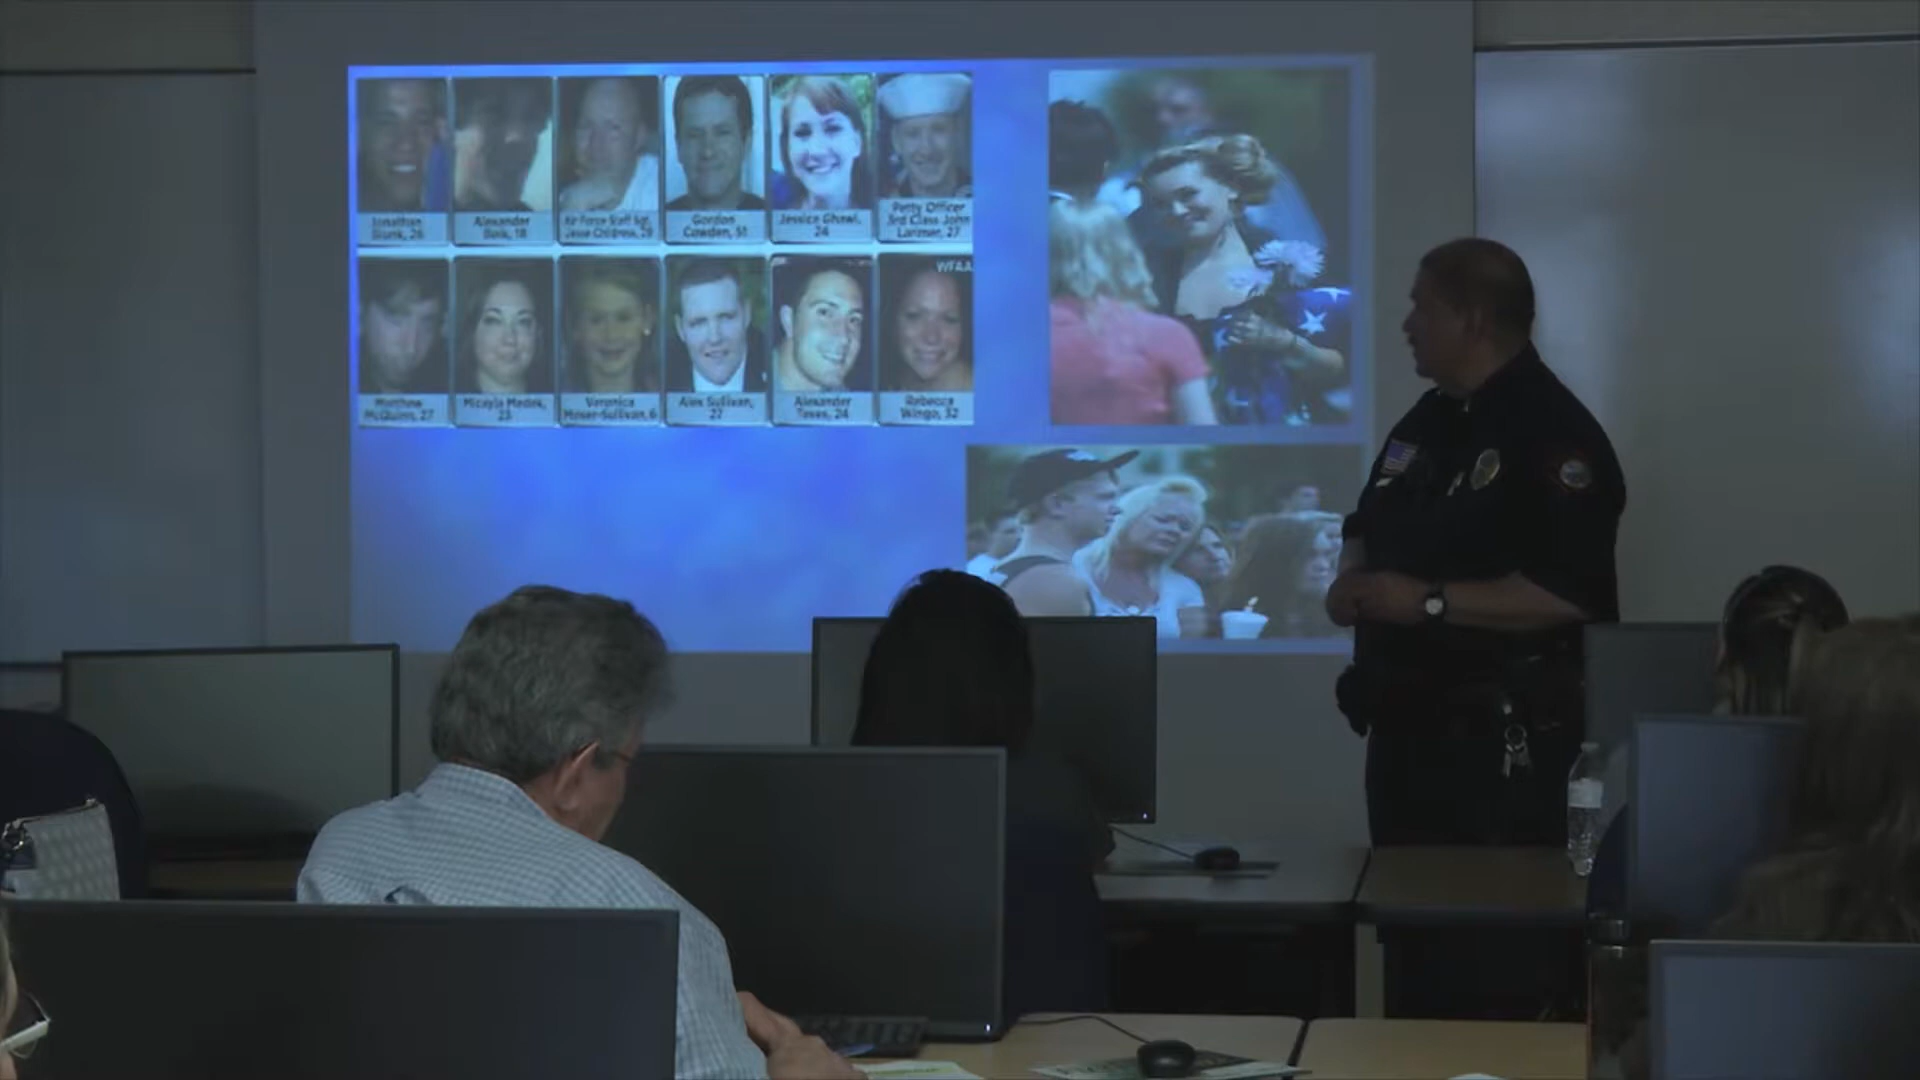 Jonathan
Blunk, 26
Alexander
Boik, 18
Air Force Staff Sgt.
Jesse Childress, 29
Gordon
Cowden, 51
Jessica Ghawi,
24
Petty Officer
3rd Class John
Larimer, 27
WFAA
Matthew
McQuinn, 27
Micayla Medek,
23
Veronica
Moser-Sullivan, 6
Alex Sullivan,
27
Alexander
Teves, 24
Rebecca
Wingo, 32